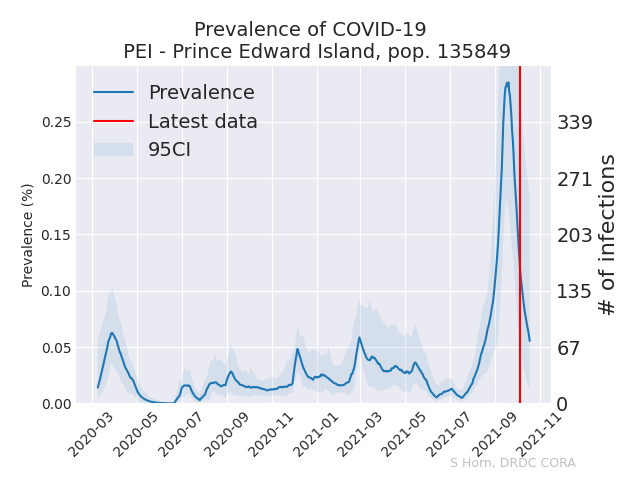 Prevalence of COVID-19
PEI - Prince Edward Island, pop. 135849
Prevalence
Latest data
95CI
Prevalence (%)
0.25
0.20
0.15
0.10
0.05
0.00
339
271
203
135
67
0
# of infections
2020-03
2020-05
2020-07
2020-09
2020-11
2021-01
2021-03
2021-05
2021-07
2021-09
2021-11
S Horn, DRDC CORA